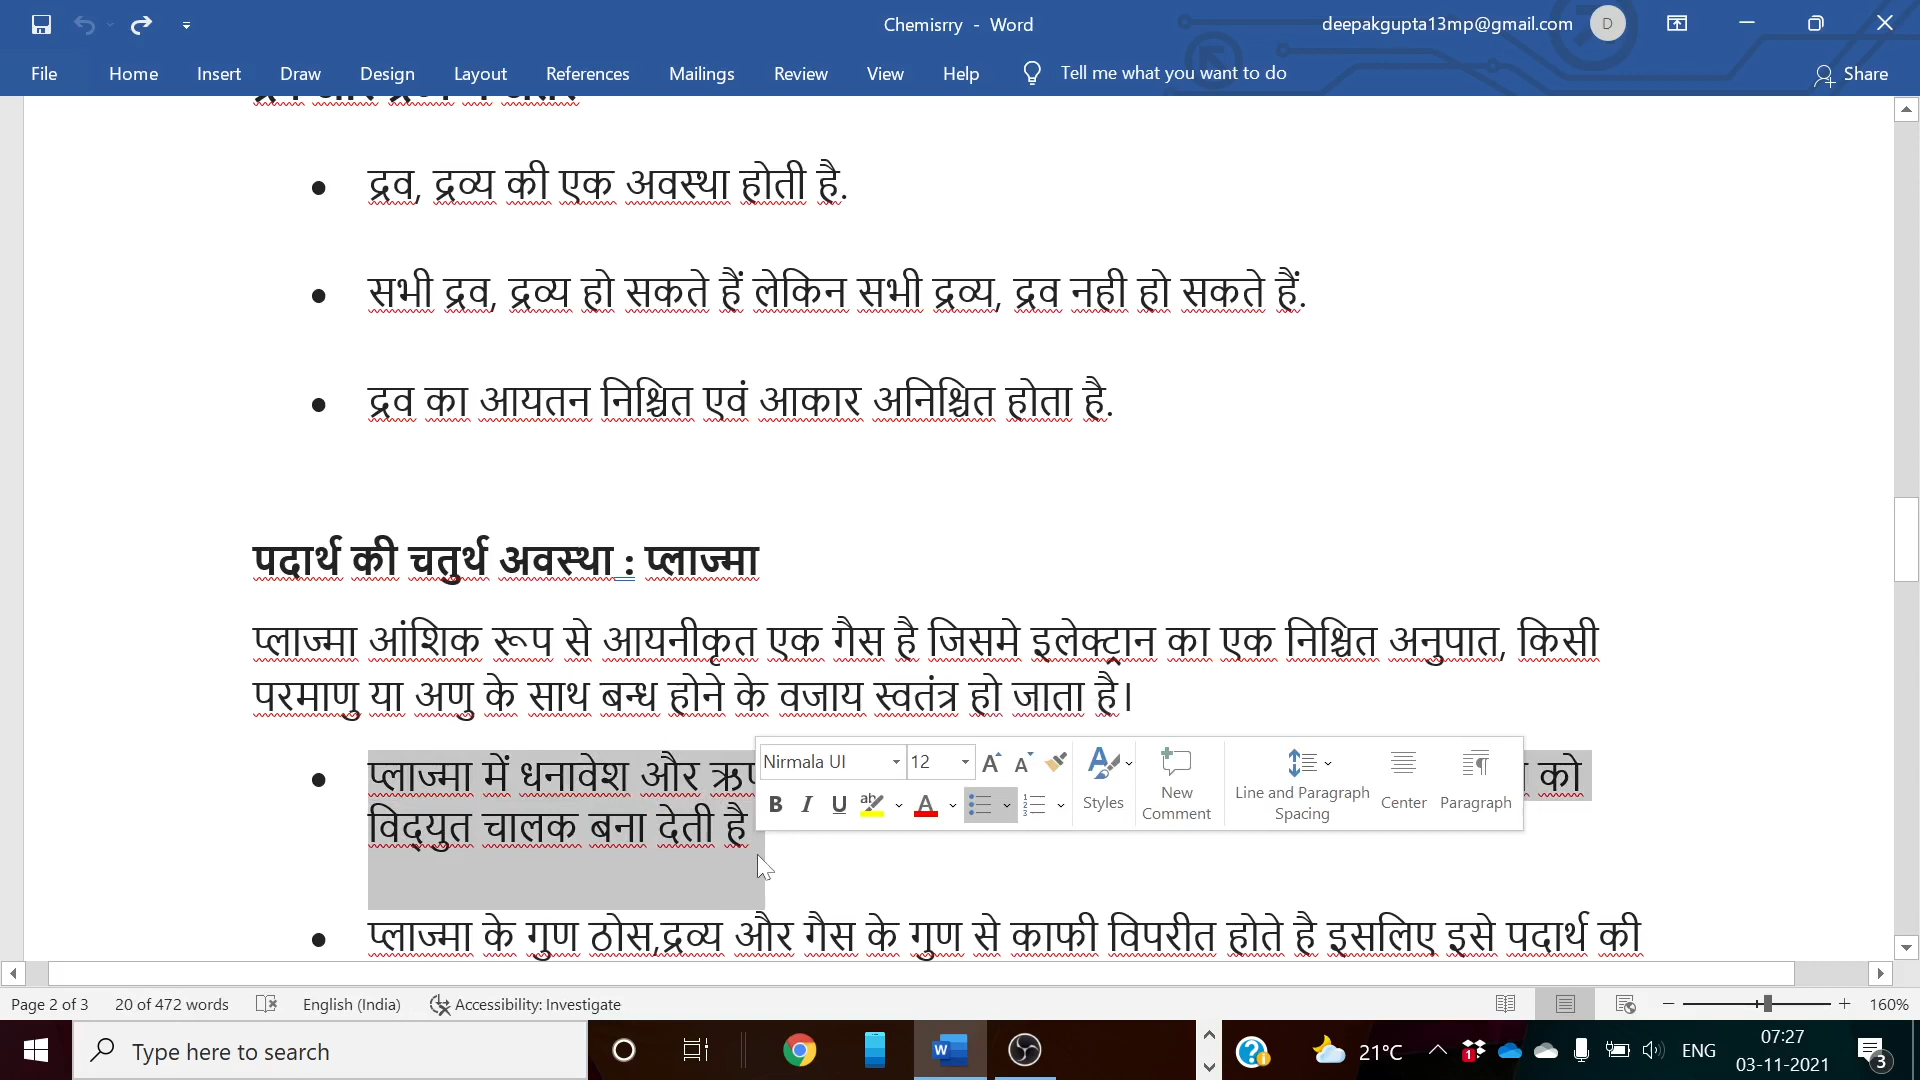 Chemisrry - Word
deepakgupta13mp@gmail.com
D
File Home Insert Draw Design Layout References Mailings Review View Help Tell me what you want to do Share
द्रव, द्रव्य की एक अवस्था होती है.
सभी द्रव, द्रव्य हो सकते हैं लेकिन सभी द्रव्य, द्रव नही हो सकते हैं.
द्रव का आयतन निश्चित एवं आकार अनिश्चित होता है.
पदार्थ की चतुर्थ अवस्था : प्लाज्मा
प्लाज्मा आंशिक रूप से आयनीकृत एक गैस है जिसमे इलेक्ट्रान का एक निश्चित अनुपात, किसी
परमाणु या अणु के साथ बन्ध होने के वजाय स्वतंत्र हो जाता है।
प्लाज्मा में धनावेश और को
विद्युत चालक बना देती है
Nirmala UI 12
Styles New Comment Line and Paragraph Spacing Center Paragraph
प्लाज्मा के गुण ठोस,द्रव्य और गैस के गुण से काफी विपरीत होते है इसलिए इसे पदार्थ की
Page 2 of 3 20 of 472 words English (India) Accessibility: Investigate 160%
Type here to search
21°C ENG
07:27
03-11-2021
3